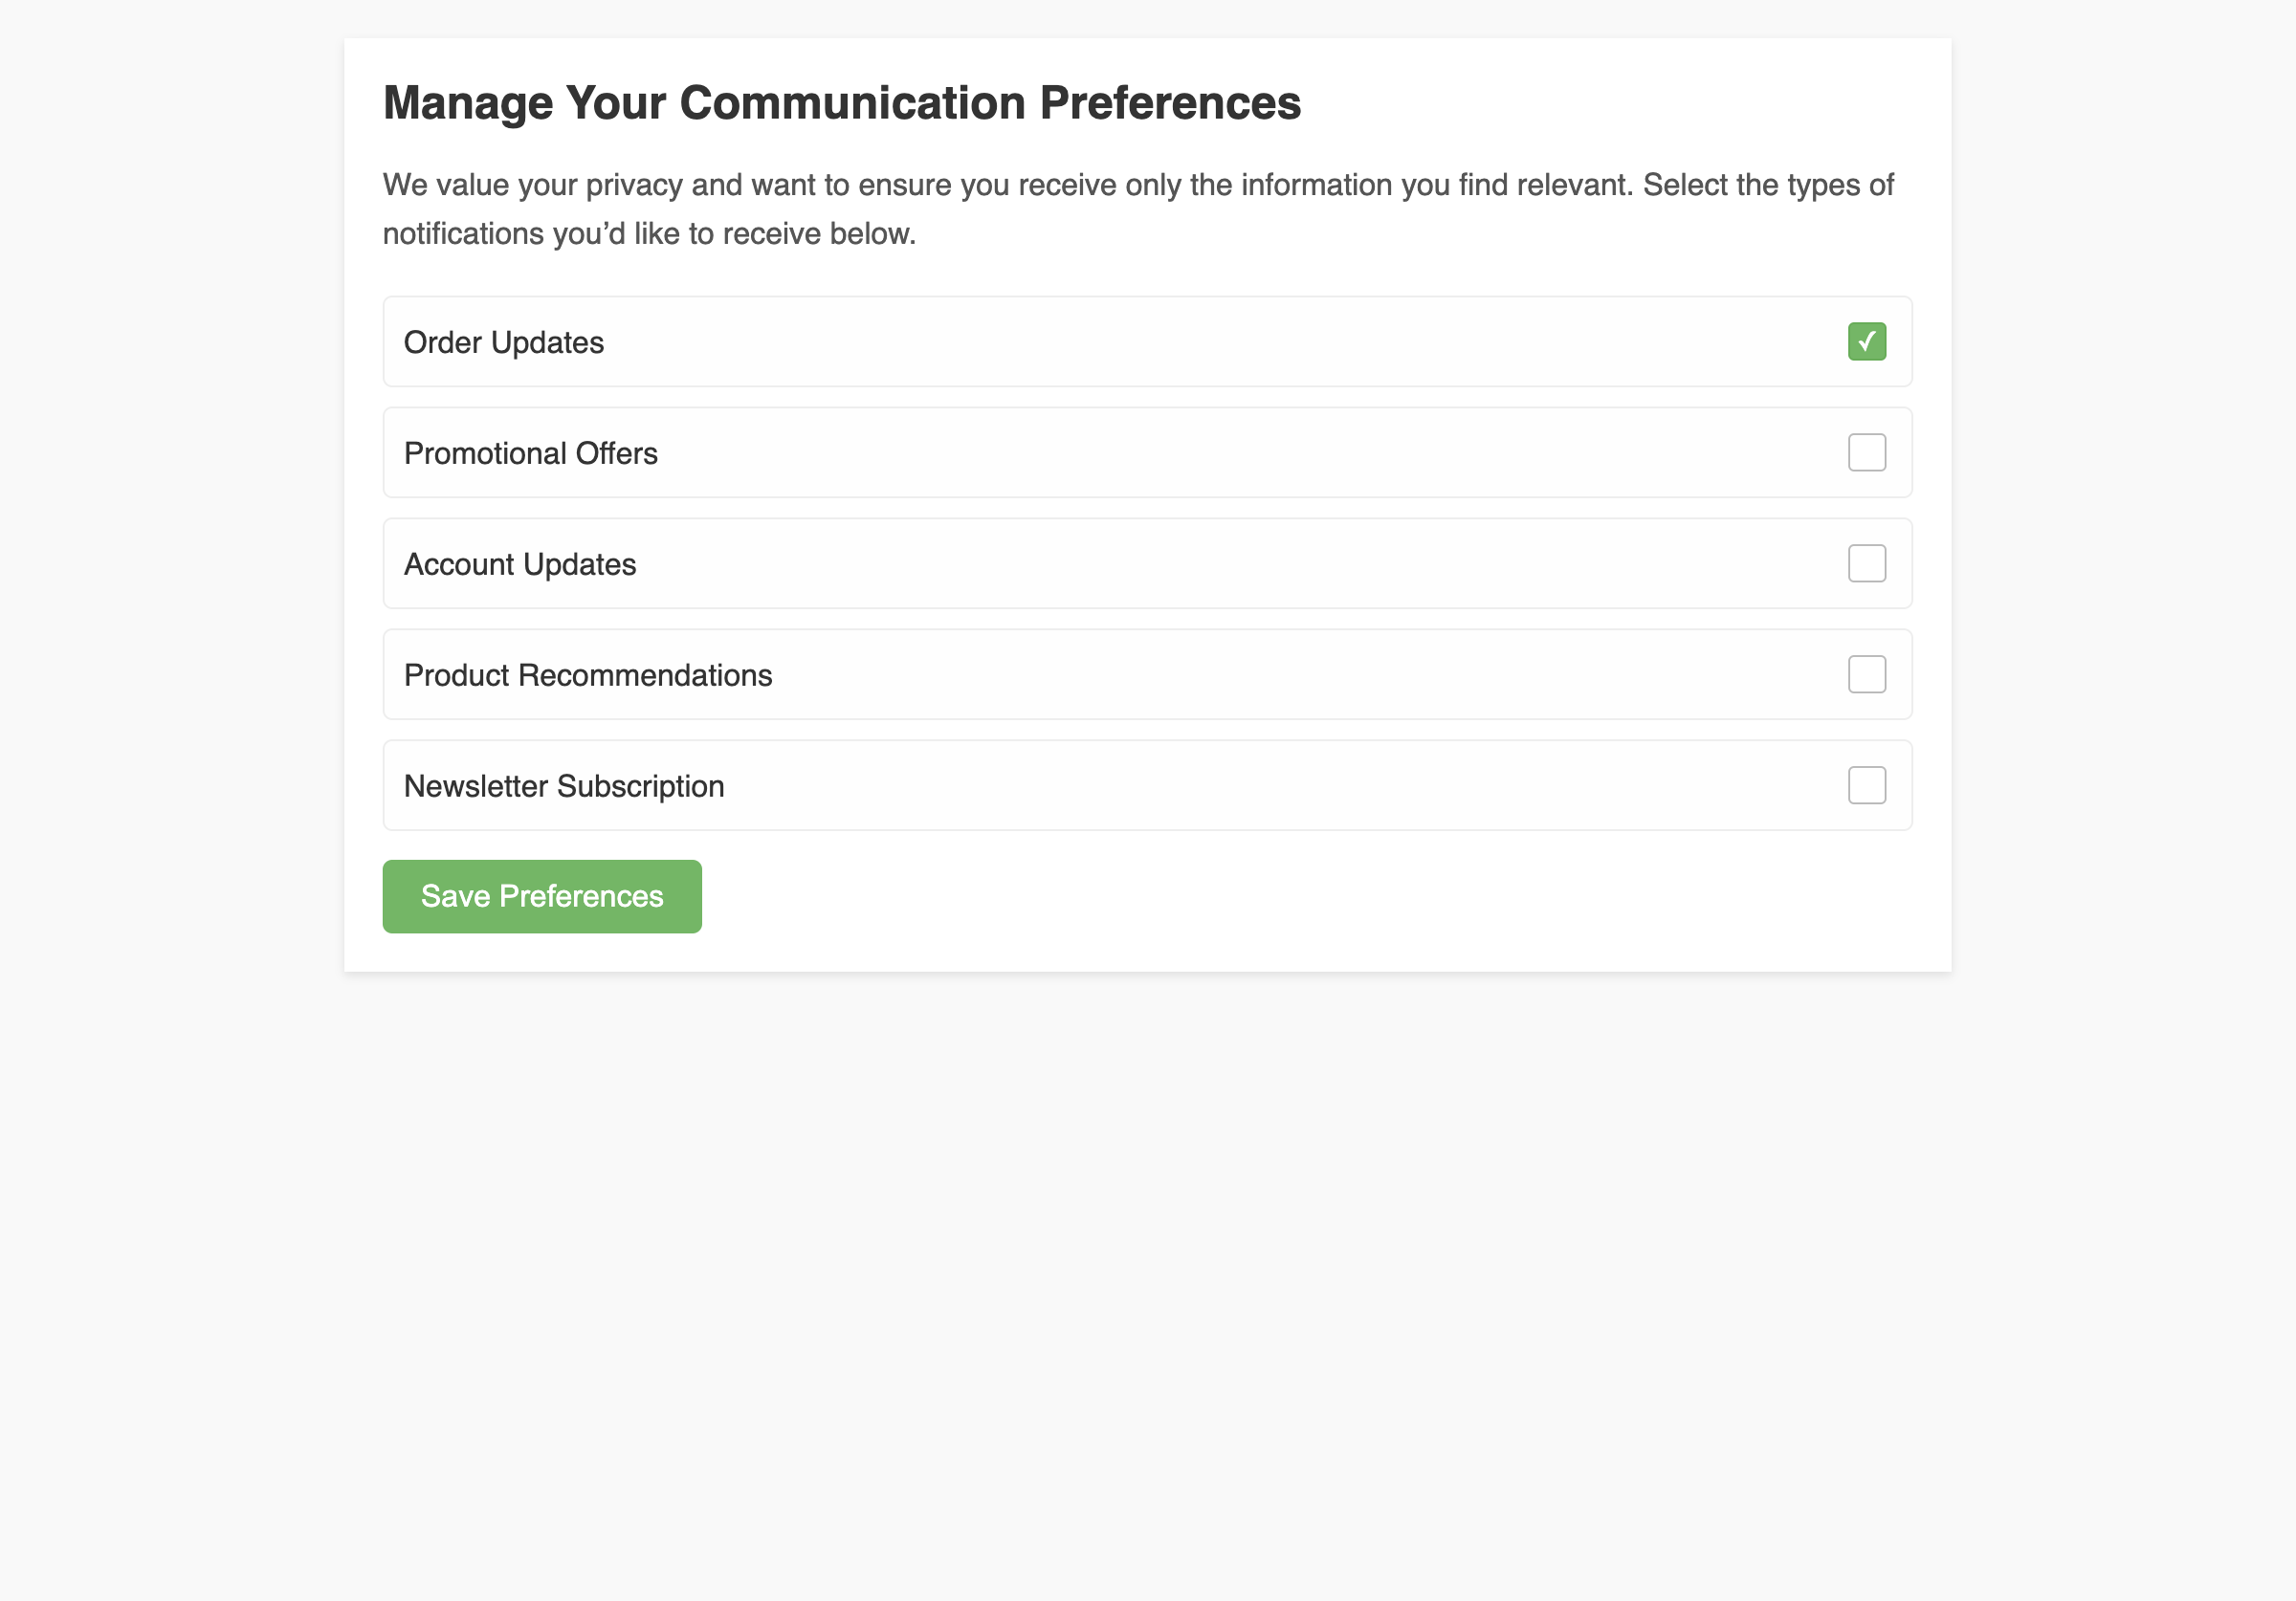 Manage Your Communication Preferences
We value your privacy and want to ensure you receive only the information you find relevant. Select the types of
notifications you’d like to receive below.
Order Updates
Promotional Offers
Account Updates
Product Recommendations
Newsletter Subscription
Save Preferences